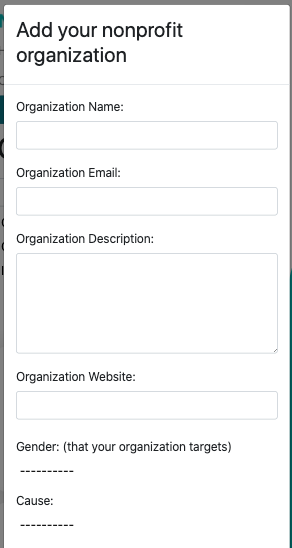 Add your nonprofit
organization
Organization Name:
Organization Email:
Organization Description:
Organization Website:
Gender: (that your organization targets)
----------
Cause:
----------